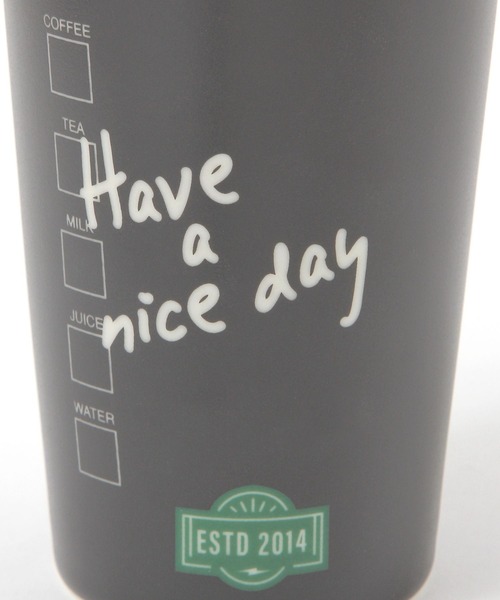 COFFEE
TEA
MILK
JUICE
WATER
Have
a
nice day
ESTD 2014